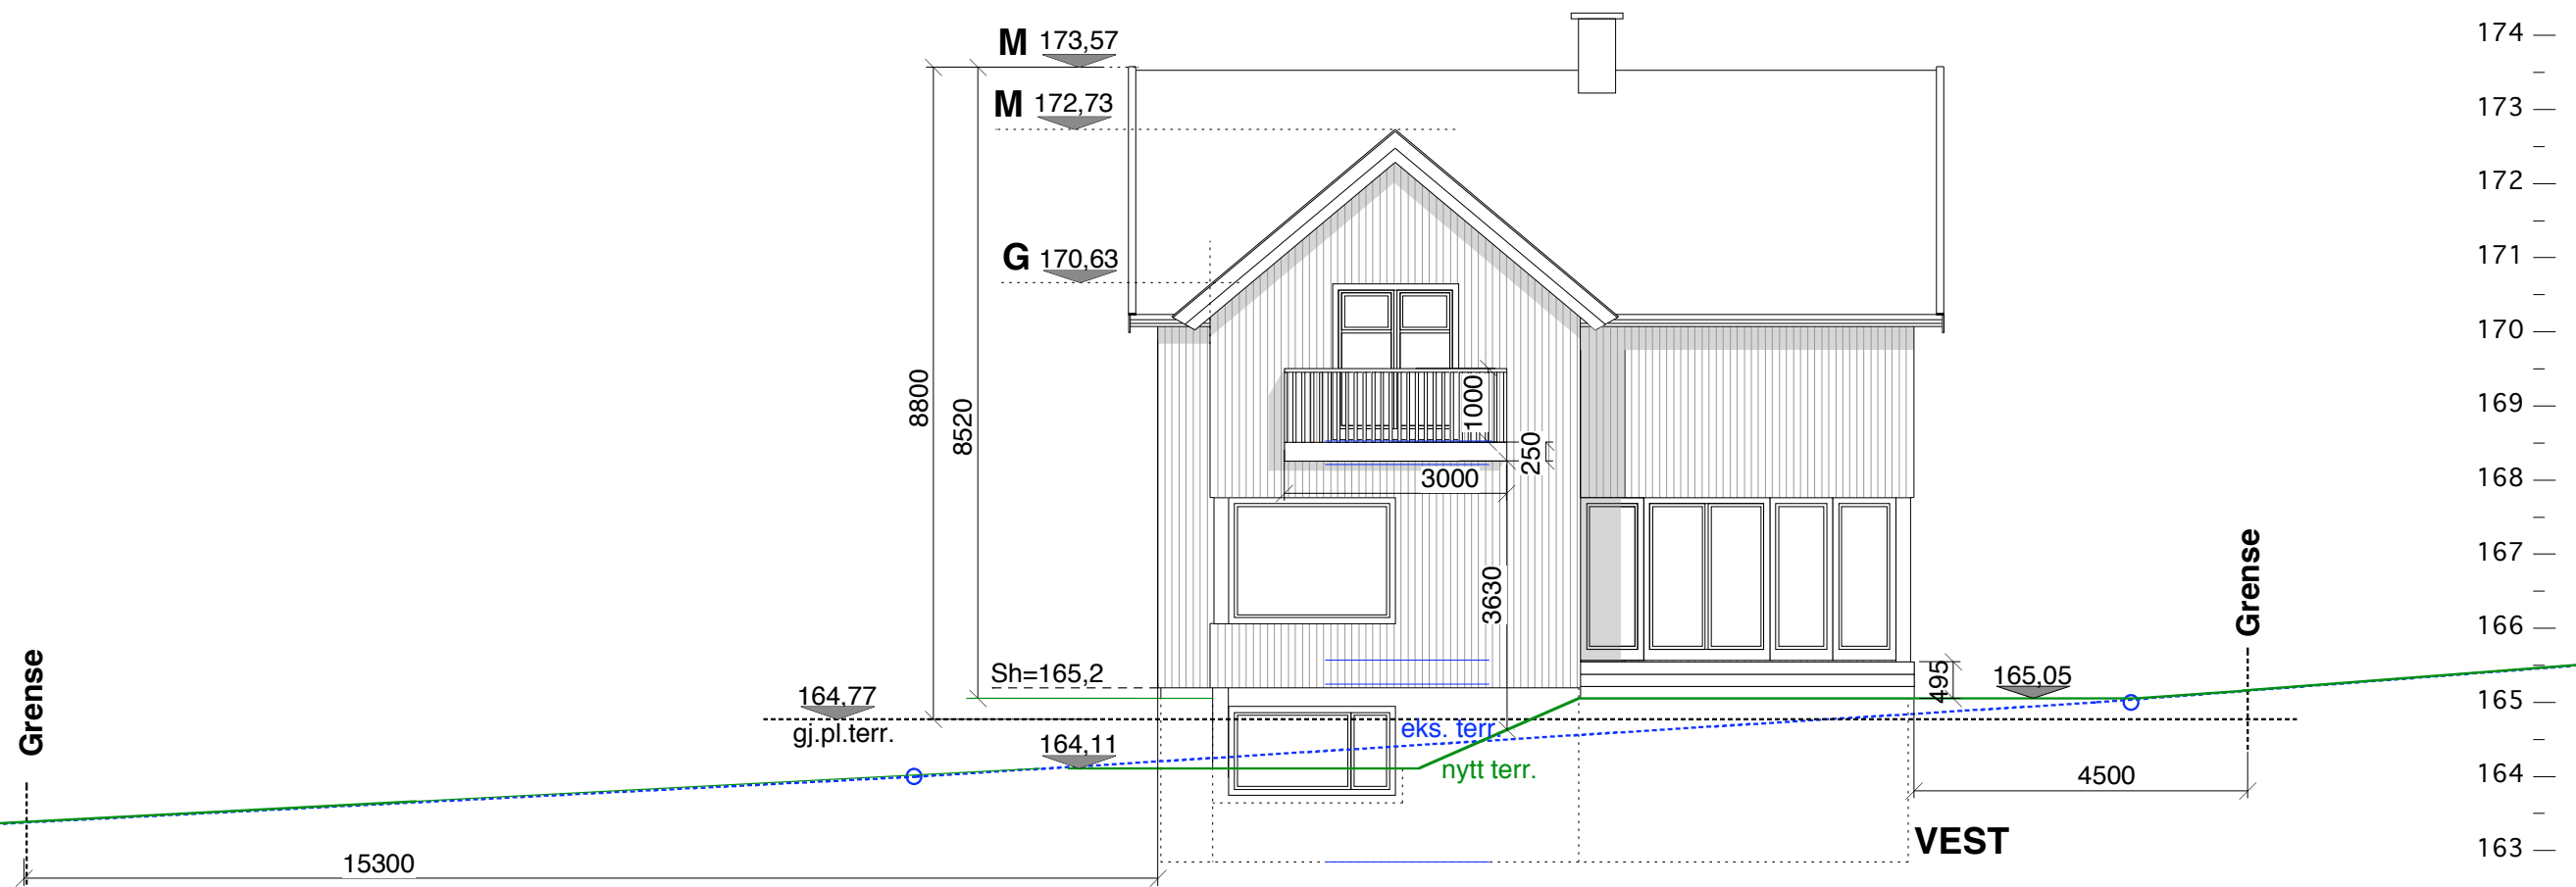 M 173,57
M 172,73
G 170,63
8800
8520
1000
250
3000
3630
Sh=165,2
164,77
gj.pl.terr.
164,11
eks. terr.
nytt terr.
495
165,05
4500
15300
Grense
Grense
VEST
174
173
172
171
170
169
168
167
166
165
164
163